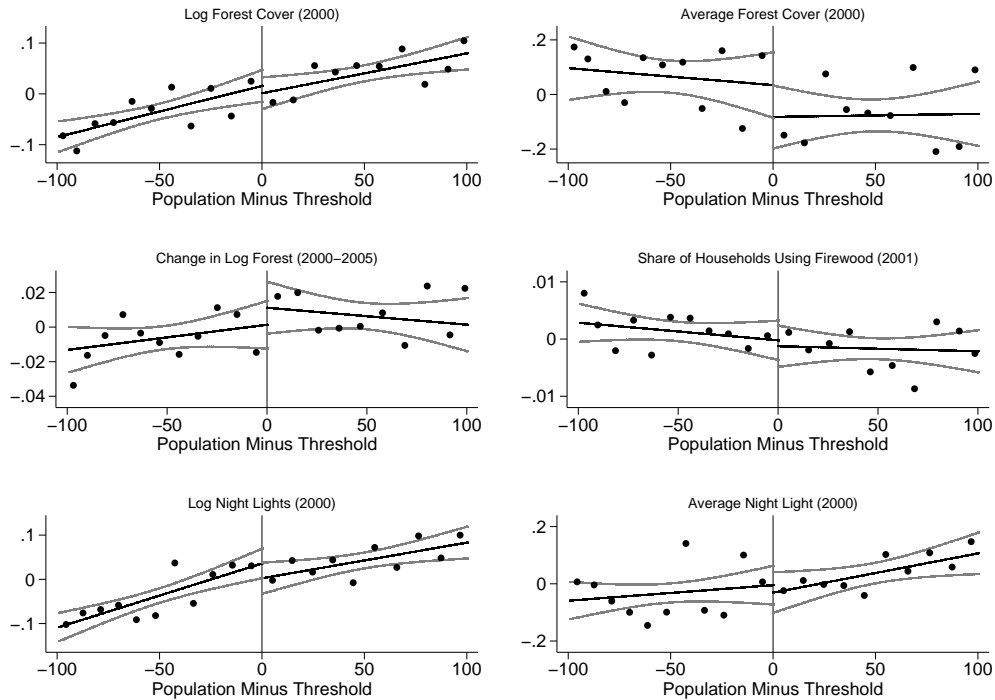 Log Forest Cover (2000)
.1
0
−.1
−100 −50 0 50 100
Population Minus Threshold
Average Forest Cover (2000)
.2
0
−.2
−100 −50 0 50 100
Population Minus Threshold
Change in Log Forest (2000−2005)
.02
0
−.02
−.04
−100 −50 0 50 100
Population Minus Threshold
Share of Households Using Firewood (2001)
.01
0
−.01
−100 −50 0 50 100
Population Minus Threshold
Log Night Lights (2000)
.1
0
−.1
−100 −50 0 50 100
Population Minus Threshold
Average Night Light (2000)
.2
0
−.2
−100 −50 0 50 100
Population Minus Threshold